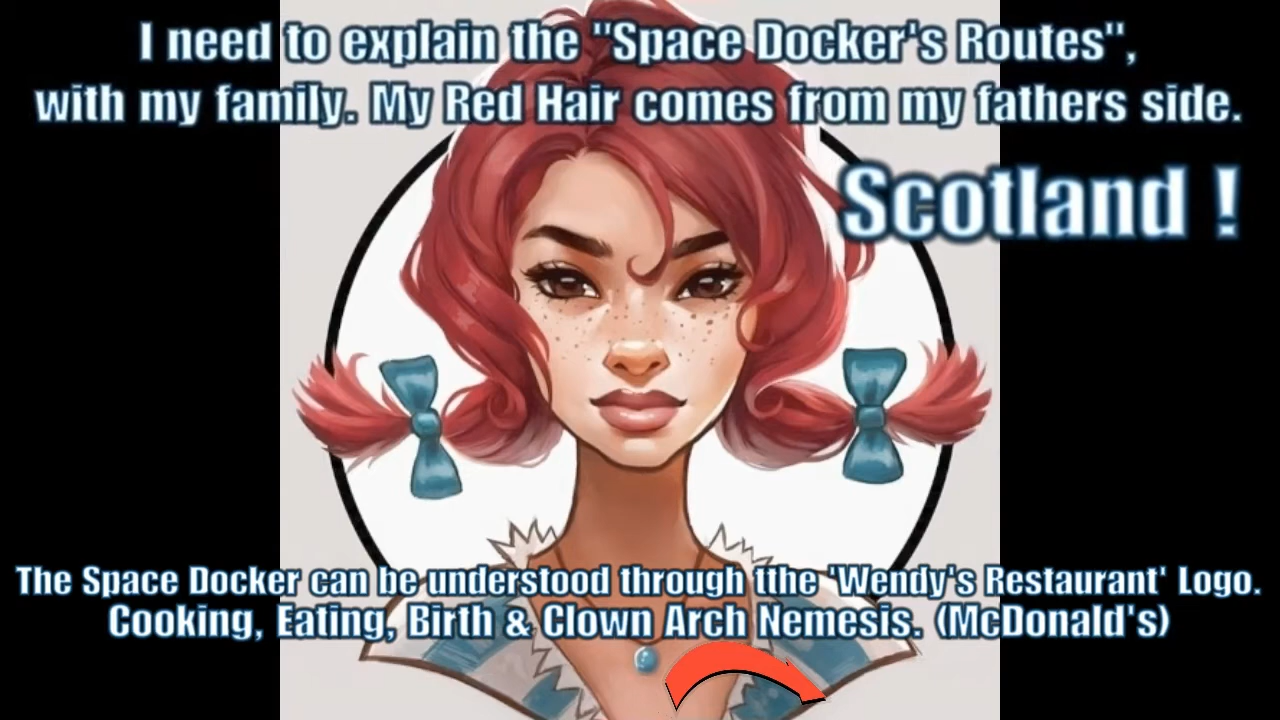 I need to explain the "Space Docker's Routes",
with my family. My Red Hair comes from my fathers side.
Scotland !
The Space Docker can be understood through tthe 'Wendy's Restaurant' Logo.
Cooking, Eating, Birth & Clown Arch Nemesis. (McDonald's)